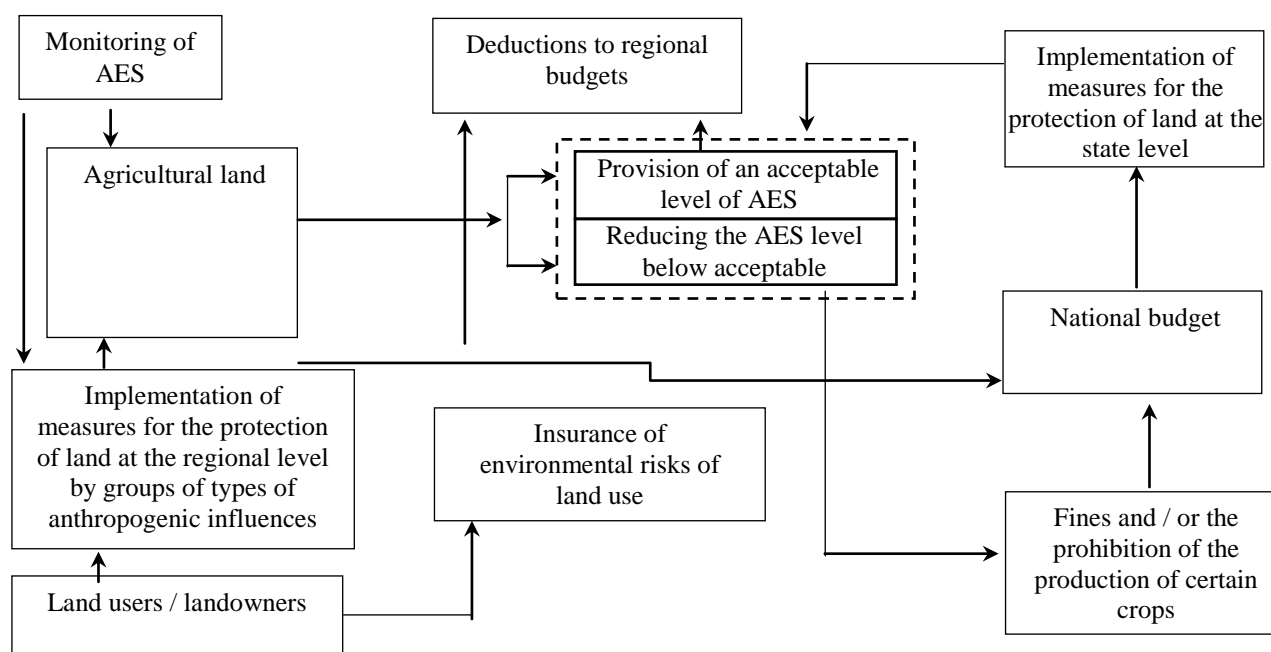 Monitoring of
AES
Deductions to regional
budgets
Implementation of
measures for the
protection of land at the
state level
Agricultural land
Provision of an acceptable
level of AES
Reducing the AES level
below acceptable
National budget
Implementation of
measures for the protection
of land at the regional level
by groups of types of
anthropogenic influences
Insurance of
environmental risks of
land use
Fines and / or the
prohibition of the
production of certain
crops
Land users / landowners